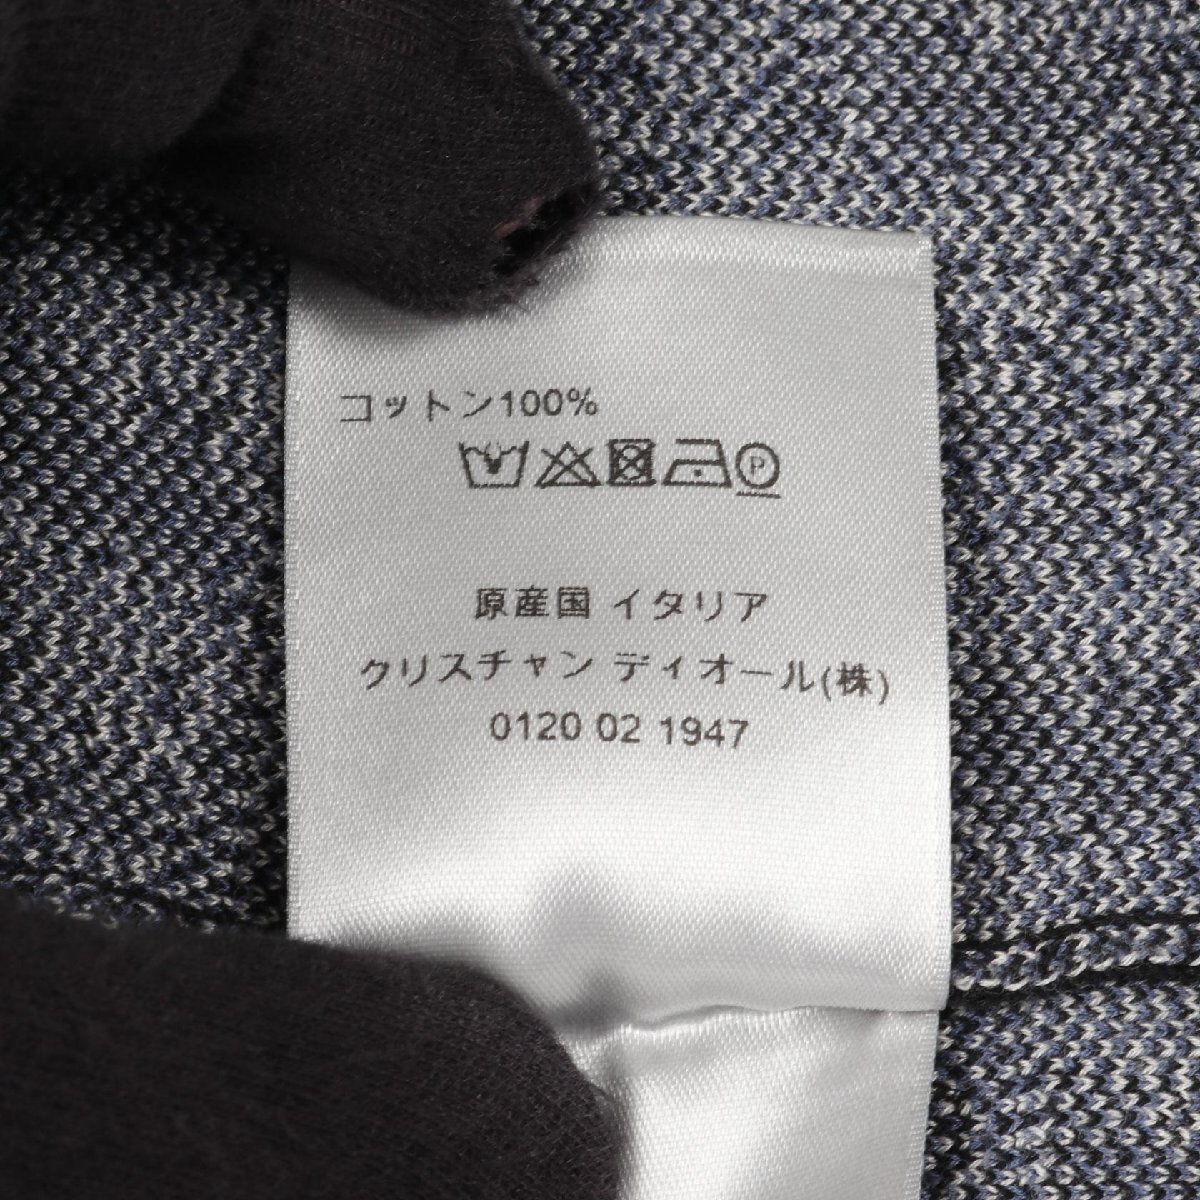 コットン100%
P
原産国 イタリア
クリスチャン ディオール(株)
0120 02 1947